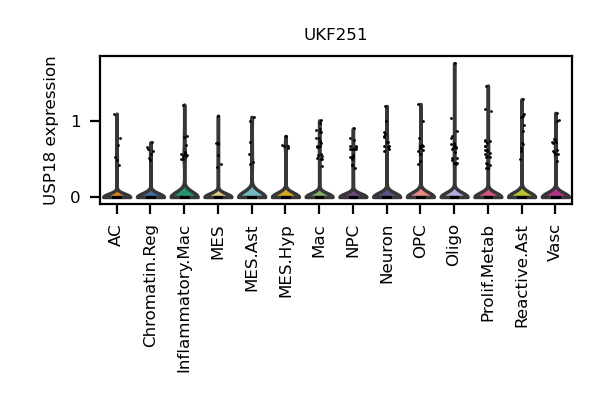 UKF251
USP18 expression
1
0
AC
Chromatin.Reg
Inflammatory.Mac
MES
MES.Ast
MES.Hyp
Mac
NPC
Neuron
OPC
Oligo
Prolif.Metab
Reactive.Ast
Vasc